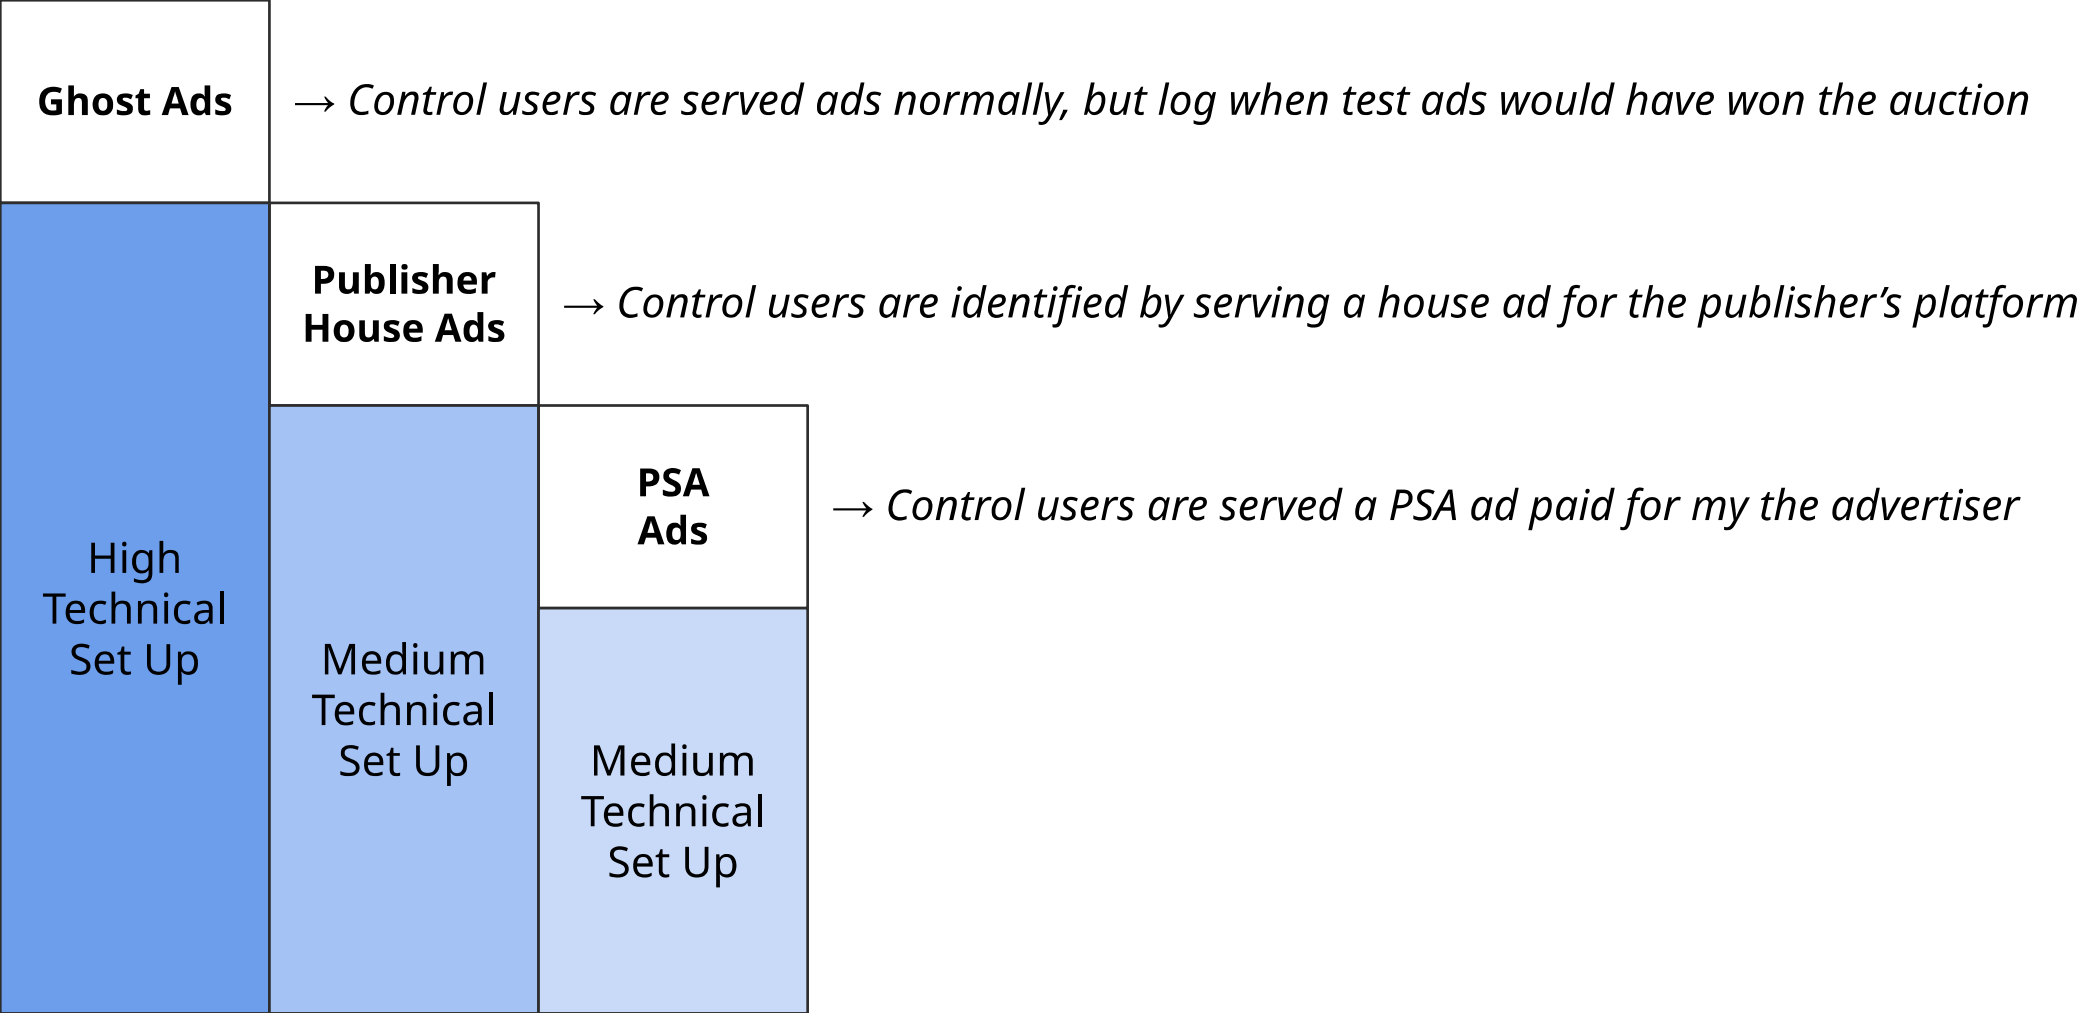 Ghost Ads
→ Control users are served ads normally, but log when test ads would have won the auction
Publisher
House Ads
→ Control users are identified by serving a house ad for the publisher’s platform
PSA
Ads
→ Control users are served a PSA ad paid for my the advertiser
High
Technical
Set Up
Medium
Technical
Set Up
Medium
Technical
Set Up